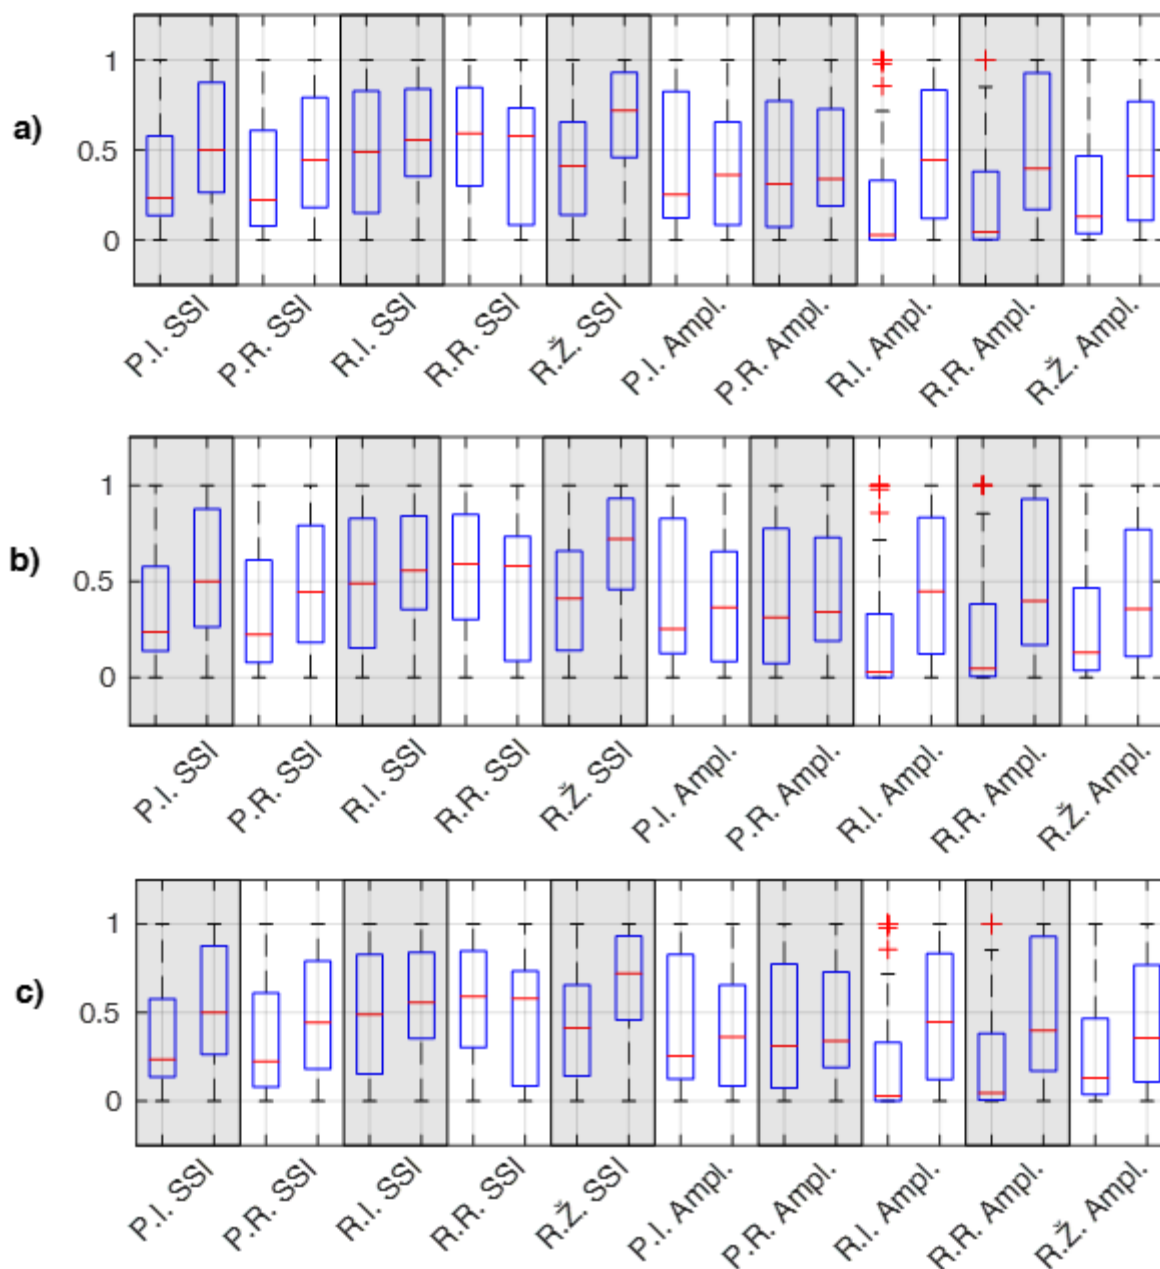 a)
1
0.5
0
P.I. SSI
P.R. SSI
R.I. SSI
R.R. SSI
R.Ž. SSI
P.I. Ampl.
P.R. Ampl.
R.I. Ampl.
R.R. Ampl.
R.Ž. Ampl.
b)
1
0.5
0
P.I. SSI
P.R. SSI
R.I. SSI
R.R. SSI
R.Ž. SSI
P.I. Ampl.
P.R. Ampl.
R.I. Ampl.
R.R. Ampl.
R.Ž. Ampl.
c)
1
0.5
0
P.I. SSI
P.R. SSI
R.I. SSI
R.R. SSI
R.Ž. SSI
P.I. Ampl.
P.R. Ampl.
R.I. Ampl.
R.R. Ampl.
R.Ž. Ampl.